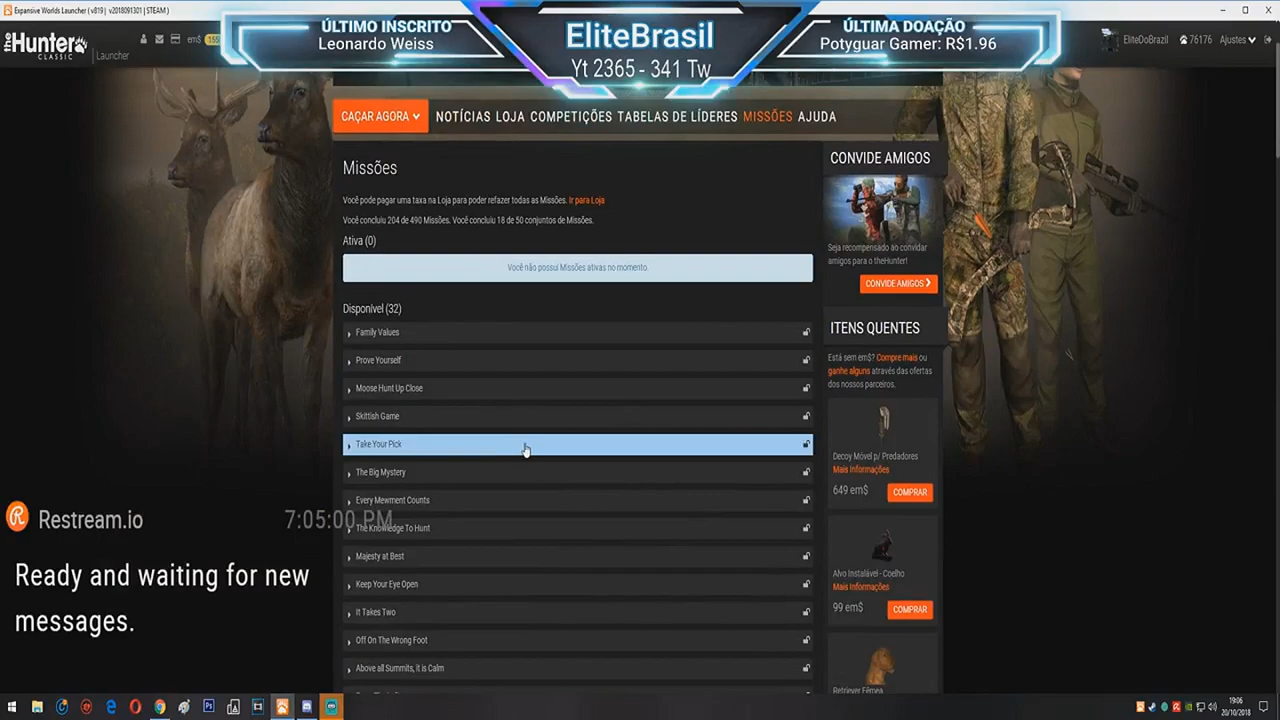 Expansive Worlds Launcher ( v819 | v2018091301 | STEAM )
ÚLTIMO INSCRITO
Leonardo Weiss
EliteBrasil
Yt 2365 - 341 Tw
ÚLTIMA DOAÇÃO
Potyguar Gamer: R$1.96
theHunter
CLASSIC
Launcher
em$
EliteDoBrazil
76176
Ajustes
CAÇAR AGORA
NOTÍCIAS LOJA COMPETIÇÕES TABELAS DE LÍDERES MISSÕES AJUDA
Missões
Você pode pagar uma taxa na Loja para poder refazer todas as Missões. Ir para Loja
Você concluiu 204 de 490 Missões. Você concluiu 18 de 50 conjuntos de Missões.
Ativa (0)
Você não possui Missões ativas no momento.
Disponível (32)
Family Values
Prove Yourself
Moose Hunt Up Close
Skittish Game
Take Your Pick
The Big Mystery
Every Mewment Counts
The Knowledge To Hunt
Majesty at Best
Keep Your Eye Open
It Takes Two
Off On The Wrong Foot
Above all Summits, it is Calm
CONVIDE AMIGOS
Seja recompensado ao convidar
amigos para o theHunter!
CONVIDE AMIGOS
ITENS QUENTES
Está sem em$? Compre mais ou
ganhe alguns através das ofertas
dos nossos parceiros.
Decoy Móvel p/ Predadores
Mais Informações
649 em$
COMPRAR
Alvo Instalável - Coelho
Mais Informações
99 em$
COMPRAR
Retriever Fêmea
Restream.io
7:05:00 PM
Ready and waiting for new
messages.
19:06
20/10/2018